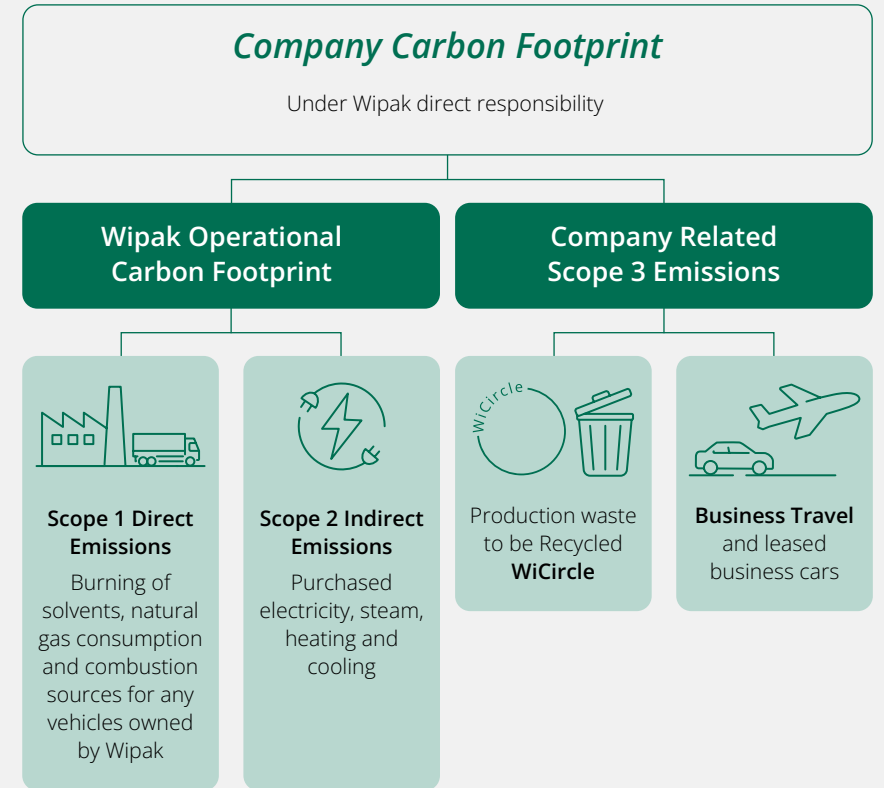 Company Carbon Footprint
Under Wipak direct responsibility
Wipak Operational
Carbon Footprint
Company Related
Scope 3 Emissions
Scope 1 Direct
Emissions
Burning of
solvents, natural
gas consumption
and combustion
sources for any
vehicles owned
by Wipak
Scope 2 Indirect
Emissions
Purchased
electricity, steam,
heating and
cooling
WiCircle
Production waste
to be Recycled
WiCircle
Business Travel
and leased
business cars